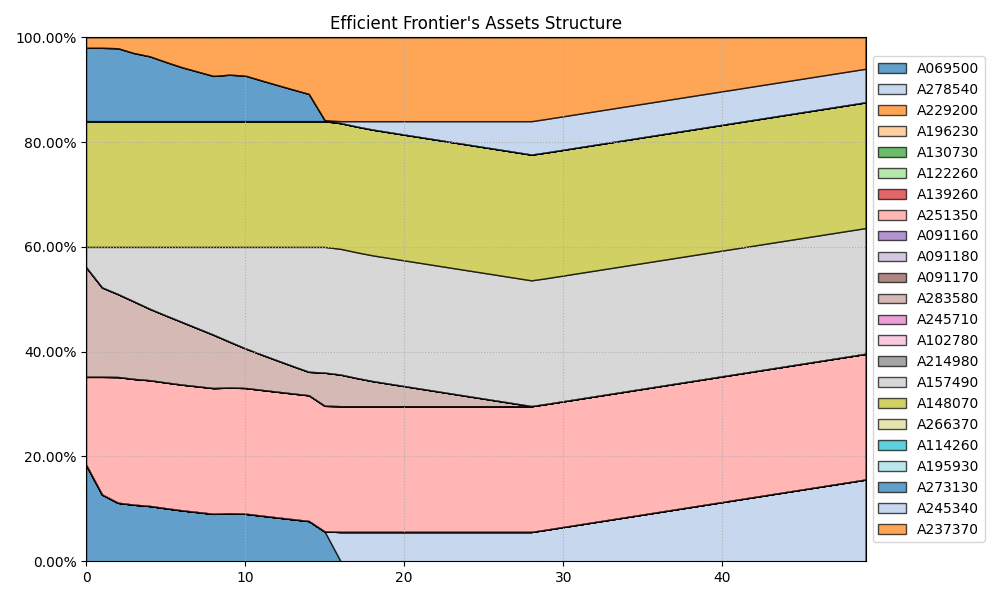 Efficient Frontier's Assets Structure
100.00%
80.00%
60.00%
40.00%
20.00%
0.00%
0
10
20
30
40
A069500
A278540
A229200
A196230
A130730
A122260
A139260
A251350
A091160
A091180
A091170
A283580
A245710
A102780
A214980
A157490
A148070
A266370
A114260
A195930
A273130
A245340
A237370